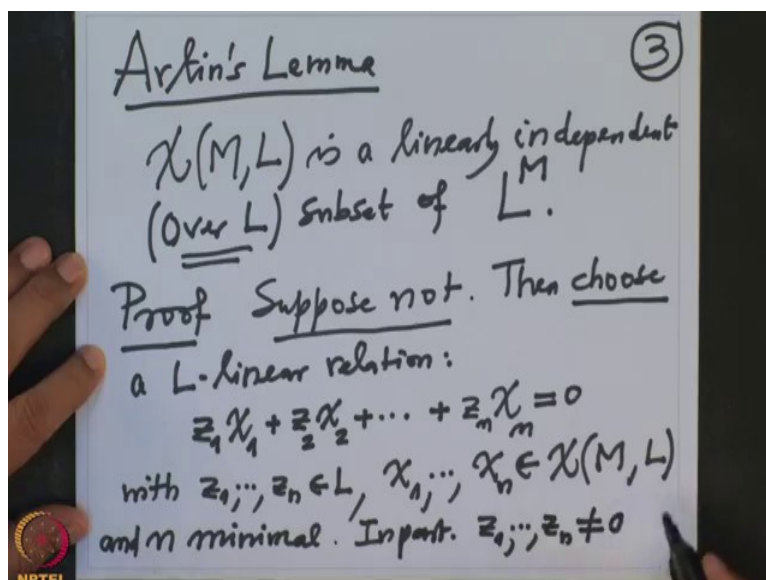 Artin's Lemma
③
χ(M, L) is a linearly independent
(Over L) subset of L^M.
Proof Suppose not. Then choose
a L-linear relation:
z₁χ₁ + z₂χ₂ + ··· + zₙχₙ = 0
with z₁,···, zₙ ∈ L, χ₁,···, χₙ ∈ χ(M, L)
and n minimal. In part. z₁,···, zₙ ≠ 0
NPTEL